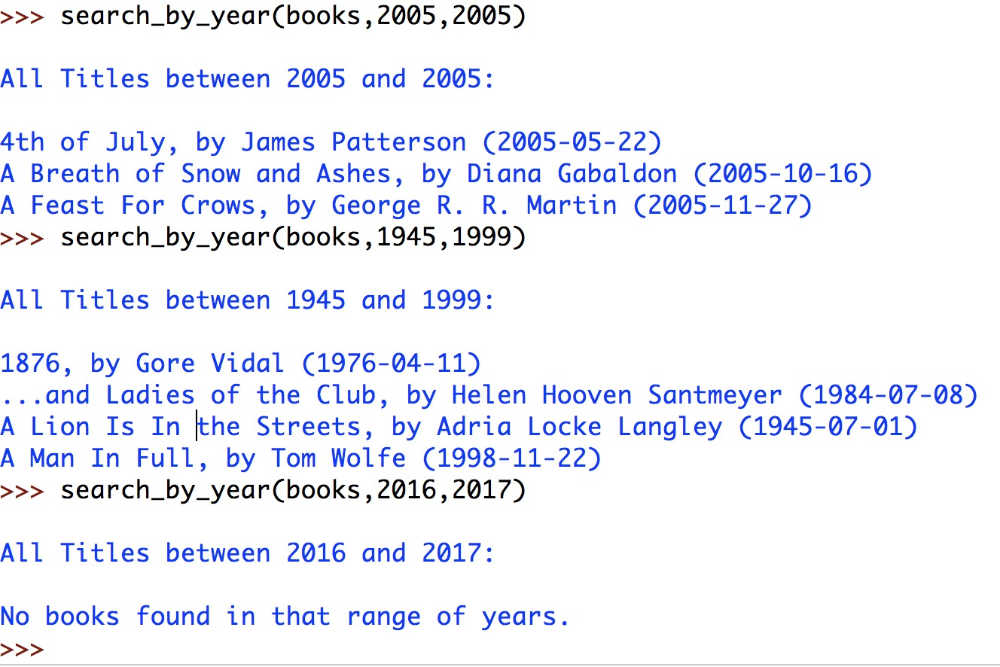 >>> search_by_year(books,2005,2005)
All Titles between 2005 and 2005:
4th of July, by James Patterson (2005-05-22)
A Breath of Snow and Ashes, by Diana Gabaldon (2005-10-16)
A Feast For Crows, by George R. R. Martin (2005-11-27)
>>> search_by_year(books,1945,1999)
All Titles between 1945 and 1999:
1876, by Gore Vidal (1976-04-11)
...and Ladies of the Club, by Helen Hooven Santmeyer (1984-07-08)
A Lion Is In the Streets, by Adria Locke Langley (1945-07-01)
A Man In Full, by Tom Wolfe (1998-11-22)
>>> search_by_year(books,2016,2017)
All Titles between 2016 and 2017:
No books found in that range of years.
>>>